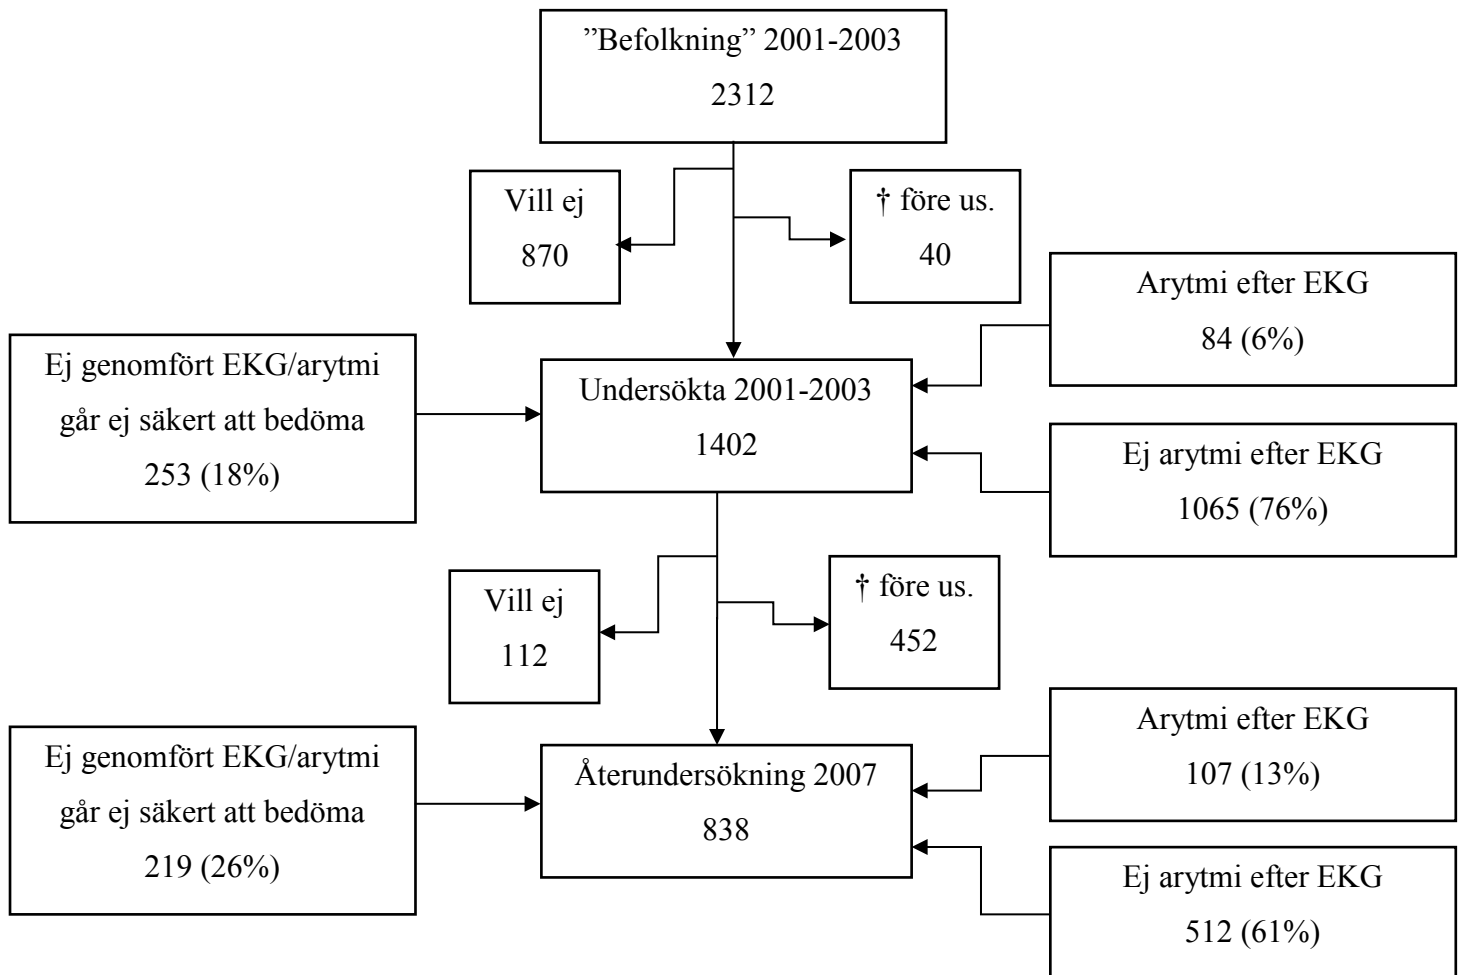 ”Befolkning” 2001-2003
2312
Vill ej
870
† före us.
40
Arytmi efter EKG
84 (6%)
Ej genomfört EKG/arytmi
går ej säkert att bedöma
253 (18%)
Undersökta 2001-2003
1402
Ej arytmi efter EKG
1065 (76%)
Vill ej
112
† före us.
452
Arytmi efter EKG
107 (13%)
Ej genomfört EKG/arytmi
går ej säkert att bedöma
219 (26%)
Återundersökning 2007
838
Ej arytmi efter EKG
512 (61%)